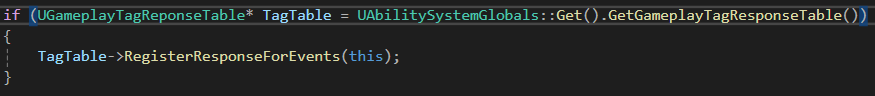 if (UGameplayTagReponseTable* TagTable = UAbilitySystemGlobals::Get().GetGameplayTagResponseTable())
{
TagTable->RegisterResponseForEvents(this);
}